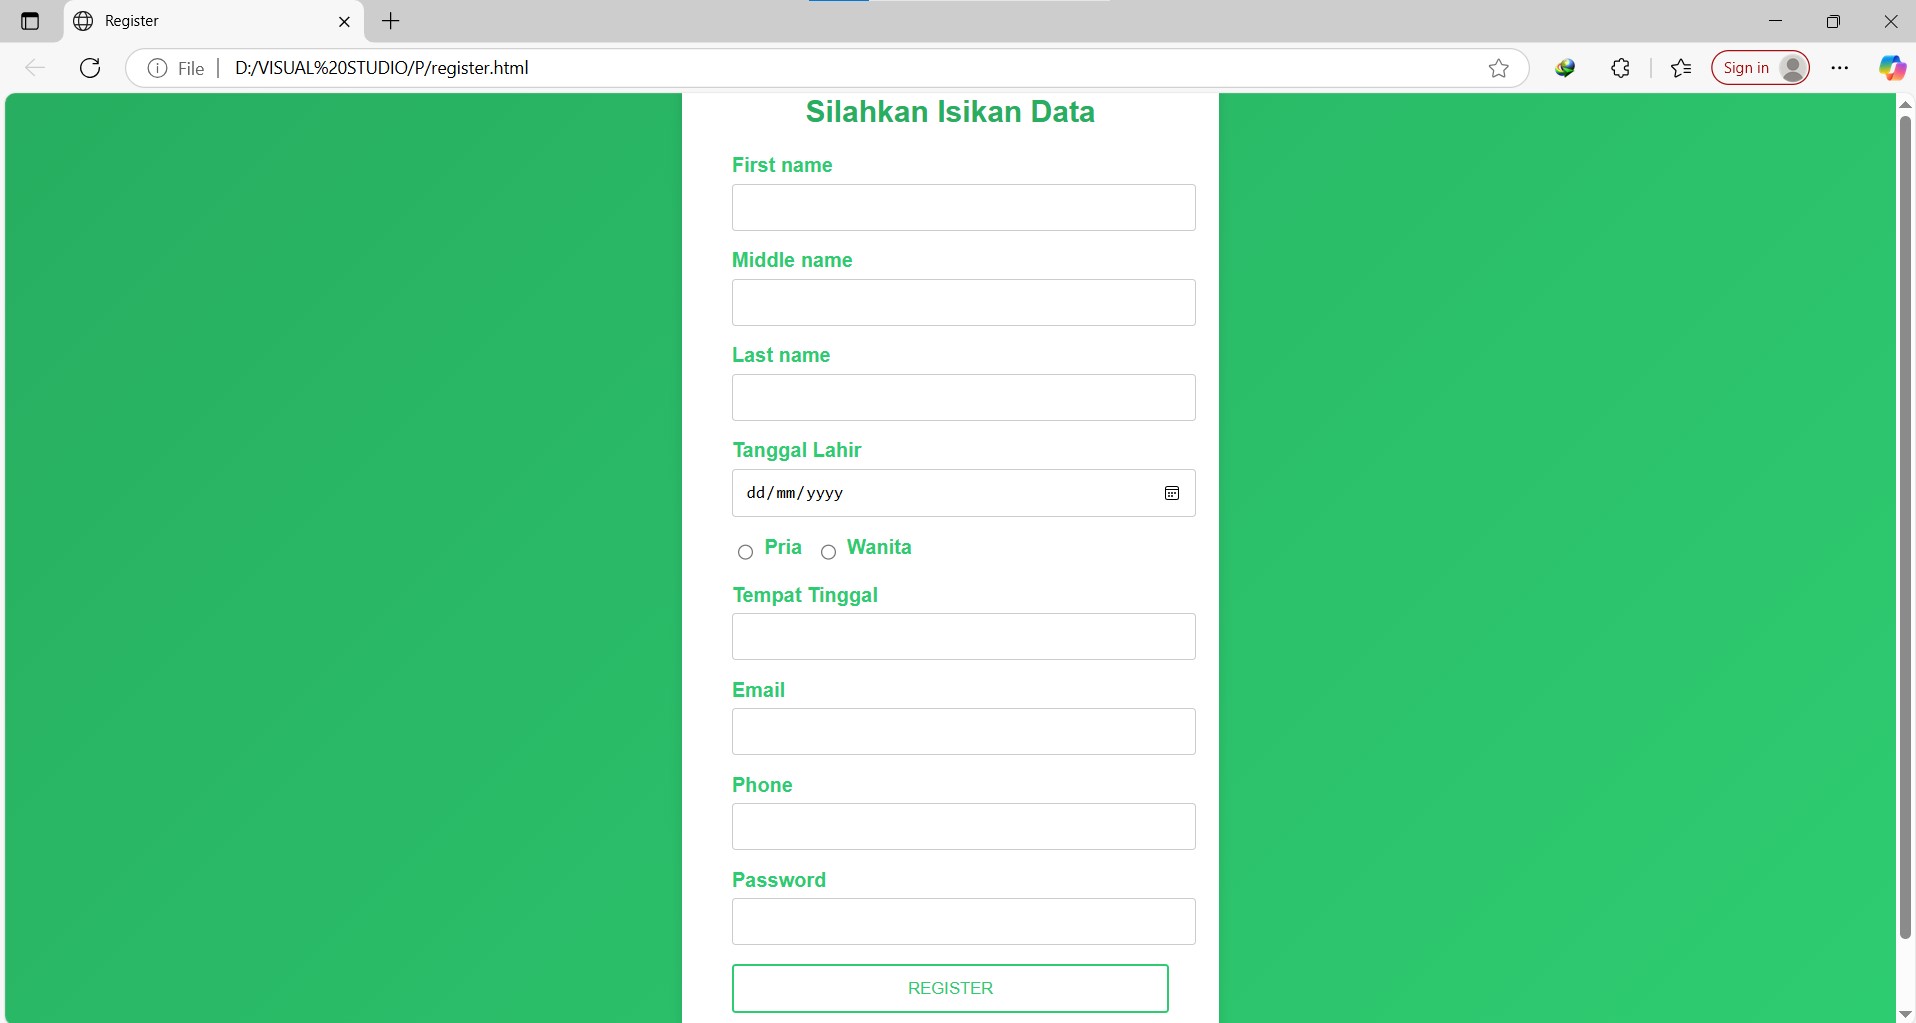 Register
File
D:/VISUAL%20STUDIO/P/register.html
Sign in
Silahkan Isikan Data
First name
Middle name
Last name
Tanggal Lahir
dd/mm/yyyy
Pria Wanita
Tempat Tinggal
Email
Phone
Password
REGISTER